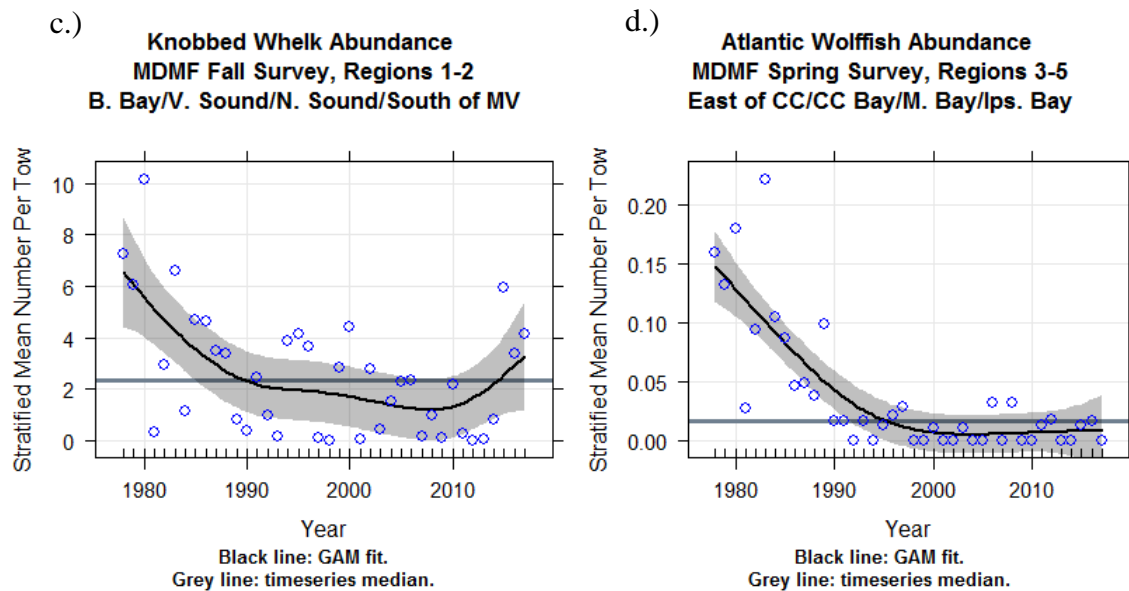 c.)
Knobbed Whelk Abundance
MDMF Fall Survey, Regions 1-2
B. Bay/V. Sound/N. Sound/South of MV
Stratified Mean Number Per Tow
10
8
6
4
2
0
1980 1990 2000 2010
Year
Black line: GAM fit.
Grey line: timeseries median.
d.)
Atlantic Wolffish Abundance
MDMF Spring Survey, Regions 3-5
East of CC/CC Bay/M. Bay/Ips. Bay
Stratified Mean Number Per Tow
0.20
0.15
0.10
0.05
0.00
1980 1990 2000 2010
Year
Black line: GAM fit.
Grey line: timeseries median.